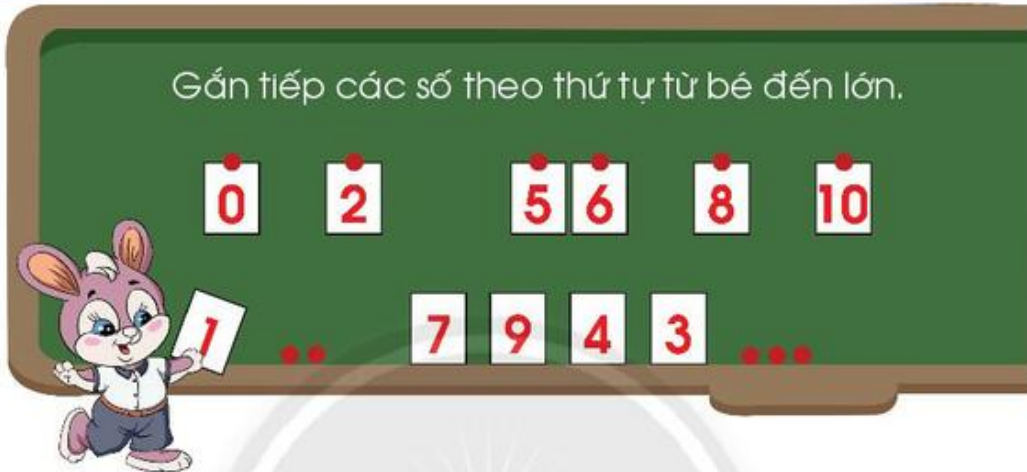 Gắn tiếp các số theo thứ tự từ bé đến lớn.
0 2 5 6 8 10
1 7 9 4 3